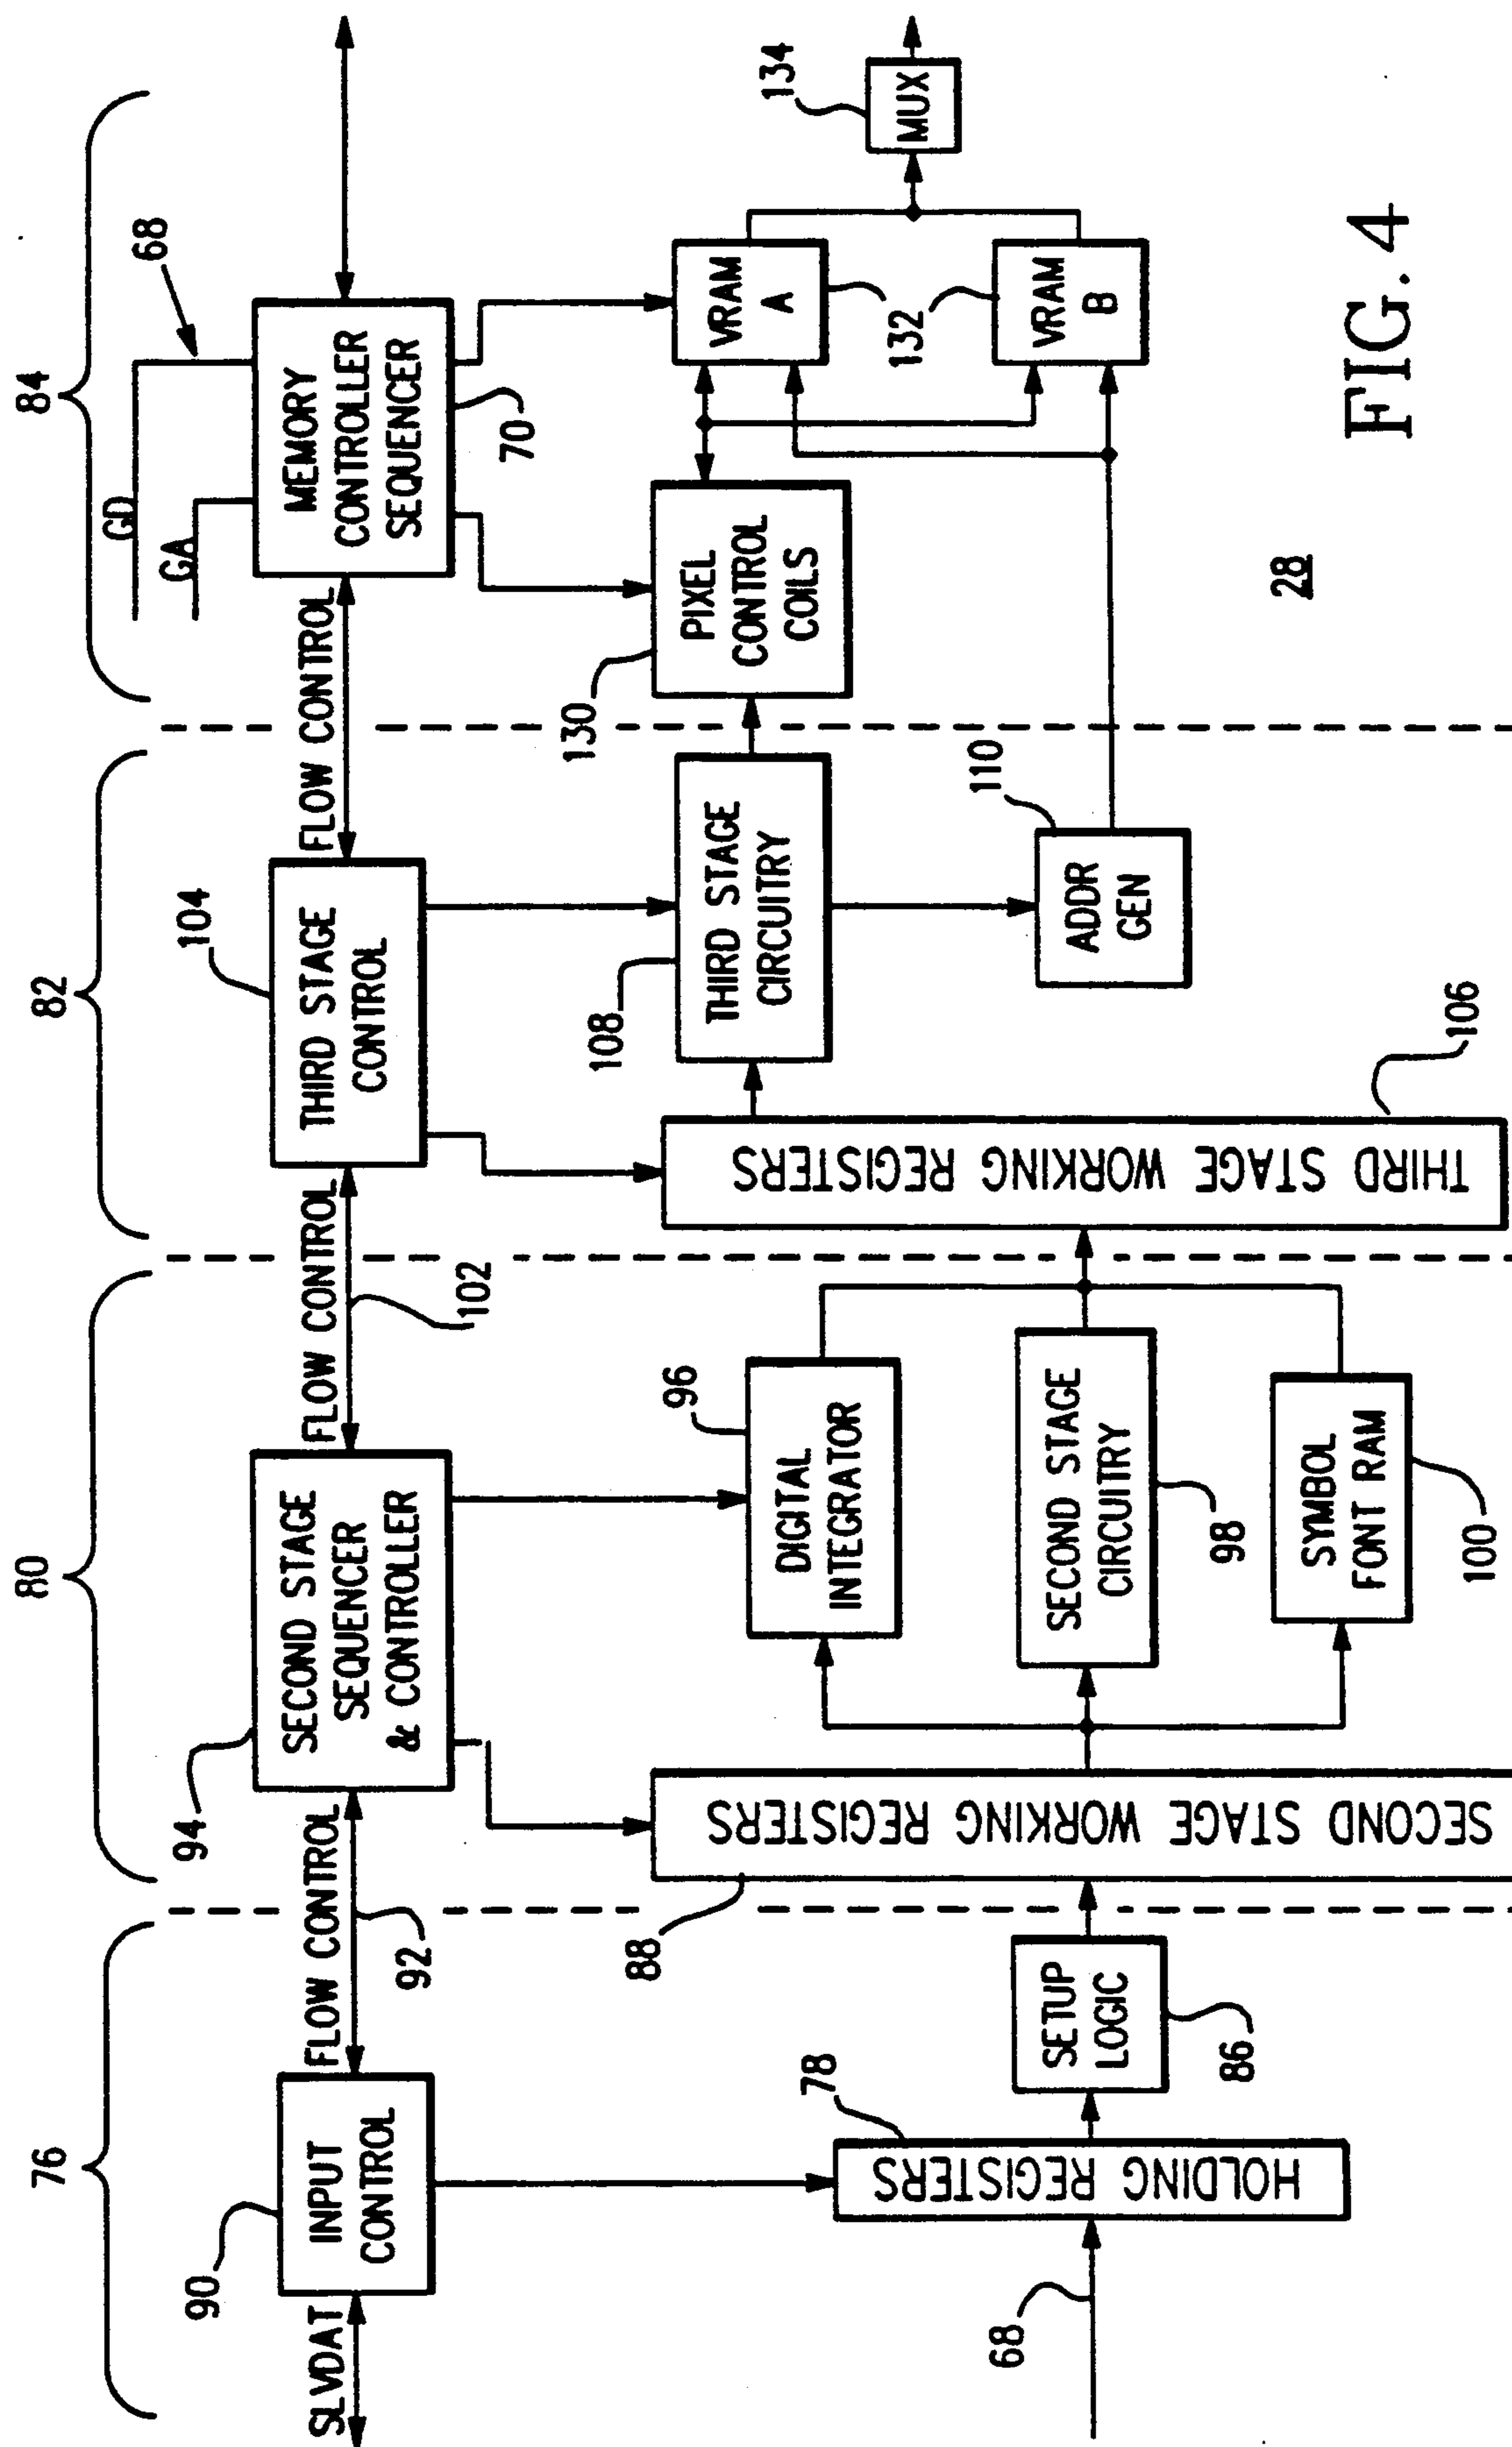 76
80
82
84
SLVDAT
90
INPUT
CONTROL
FLOW CONTROL
92
94
SECOND STAGE
SEQUENCER
& CONTROLLER
FLOW CONTROL
102
104
THIRD STAGE
CONTROL
FLOW CONTROL
GD
GA
68
MEMORY
CONTROLLER
SEQUENCER
70
68
78
HOLDING REGISTERS
SETUP
LOGIC
86
88
SECOND STAGE WORKING REGISTERS
96
DIGITAL
INTEGRATOR
SECOND STAGE
CIRCUITRY
98
SYMBOL
FONT RAM
100
THIRD STAGE WORKING REGISTERS
106
108
THIRD STAGE
CIRCUITRY
110
ADDR
GEN
130
PIXEL
CONTROL
COILS
VRAM
A
132
VRAM
B
134
MUX
28
FIG. 4